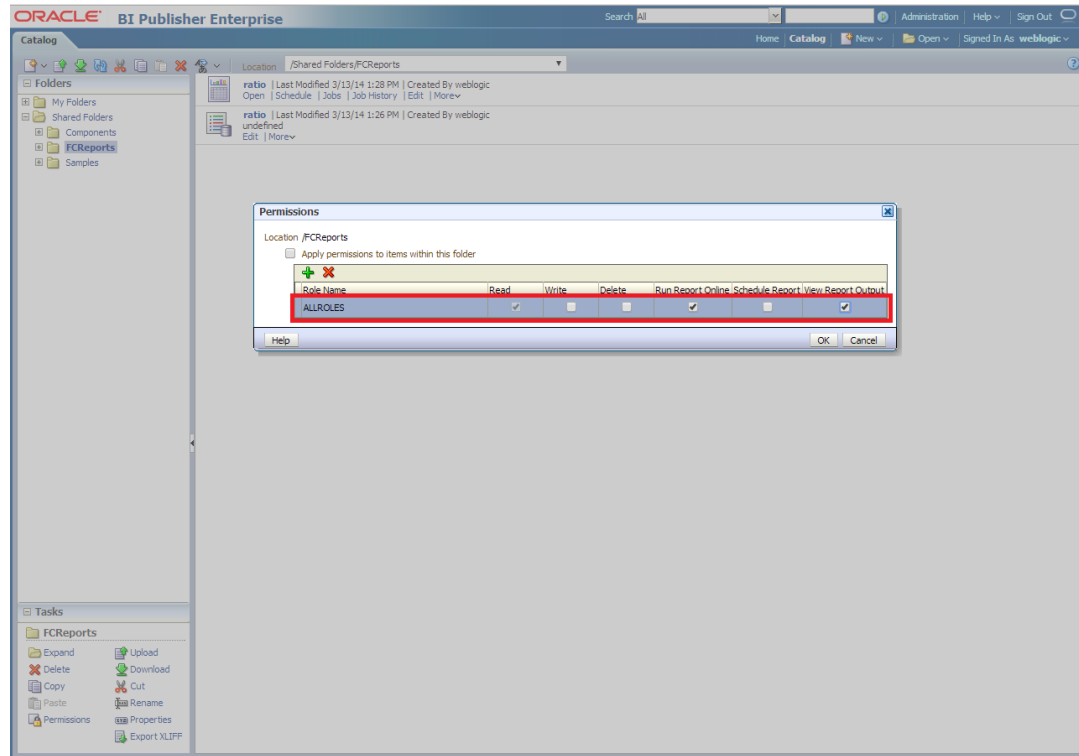 ORACLE BI Publisher Enterprise Search All Administration Help Sign Out
Catalog Home Catalog New Open Signed In As weblogic
Location /Shared Folders/FCReports
Folders
My Folders
Shared Folders
Components
FCReports
Samples
ratio | Last Modified 3/13/14 1:28 PM | Created By weblogic
Open | Schedule | Jobs | Job History | Edit | More
ratio | Last Modified 3/13/14 1:26 PM | Created By weblogic
undefined
Edit | More
Permissions
Location /FCReports
Apply permissions to items within this folder
Role Name Read Write Delete Run Report Online Schedule Report View Report Output
ALLROLES
Help OK Cancel
Tasks
FCReports
Expand Upload
Delete Download
Copy Cut
Paste Rename
Permissions Properties
Export XLIFF